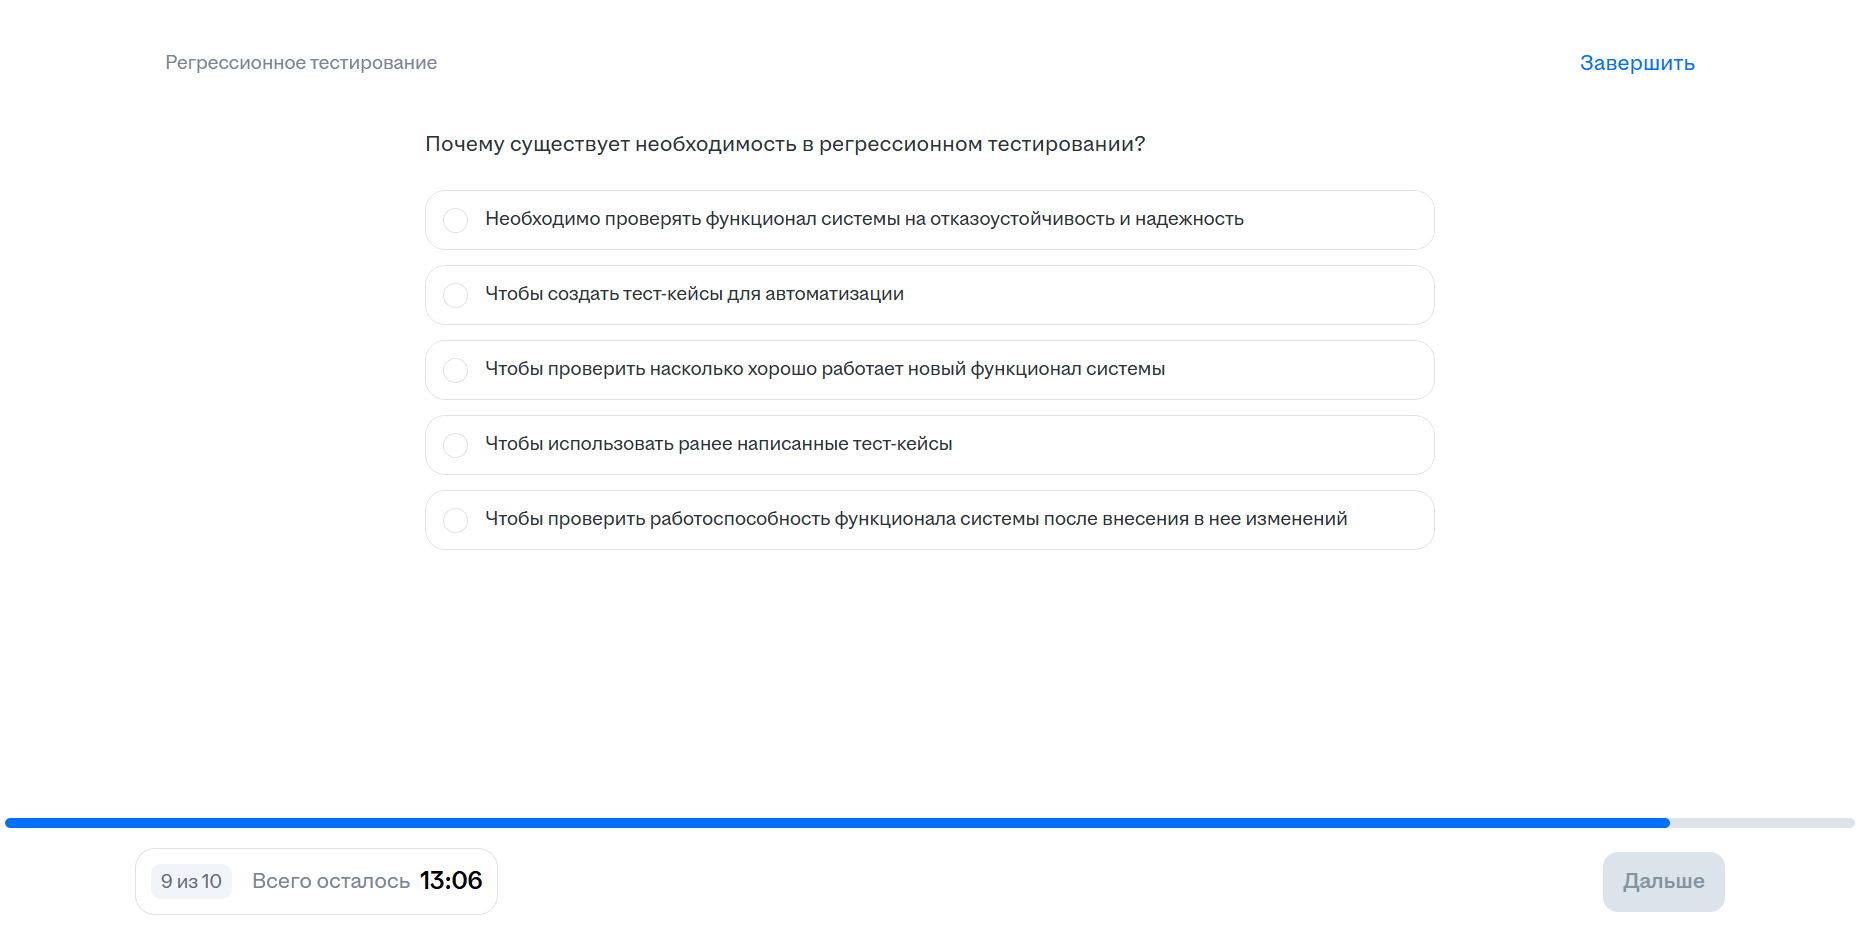 Регрессионное тестирование
Завершить
Почему существует необходимость в регрессионном тестировании?
Необходимо проверять функционал системы на отказоустойчивость и надежность
Чтобы создать тест-кейсы для автоматизации
Чтобы проверить насколько хорошо работает новый функционал системы
Чтобы использовать ранее написанные тест-кейсы
Чтобы проверить работоспособность функционала системы после внесения в нее изменений
9 из 10 Всего осталось 13:06
Дальше